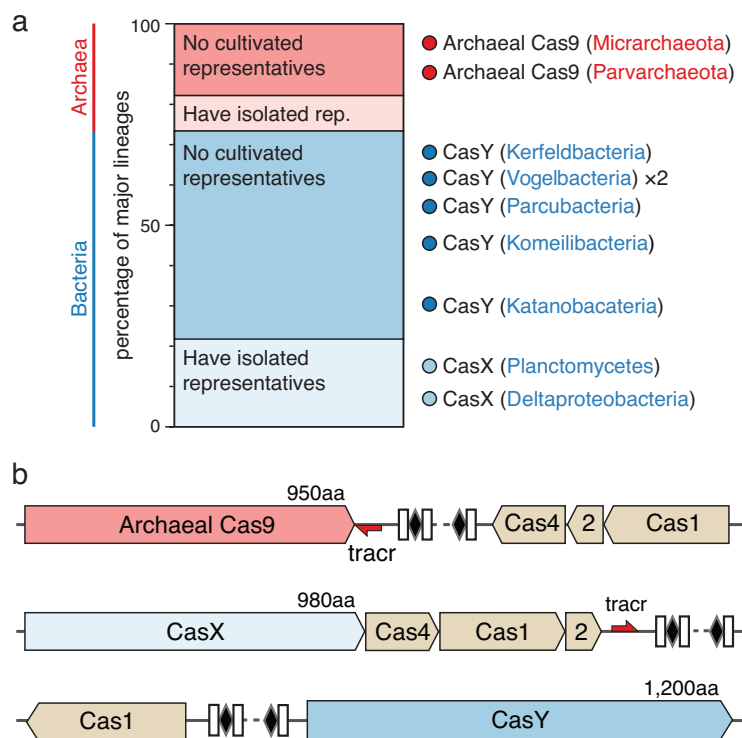 a
100
50
0
percentage of major lineages
Archaea
Bacteria
No cultivated
representatives
Have isolated rep.
No cultivated
representatives
Have isolated
representatives
Archaeal Cas9 (Micrarchaeota)
Archaeal Cas9 (Parvarchaeota)
CasY (Kerfeldbacteria)
CasY (Vogelbacteria) ×2
CasY (Parcubacteria)
CasY (Komeilibacteria)
CasY (Katanobacateria)
CasX (Planctomycetes)
CasX (Deltaproteobacteria)
b
950aa
Archaeal Cas9
tracr
Cas4
2
Cas1
980aa
CasX
Cas4
Cas1
2
tracr
Cas1
1,200aa
CasY